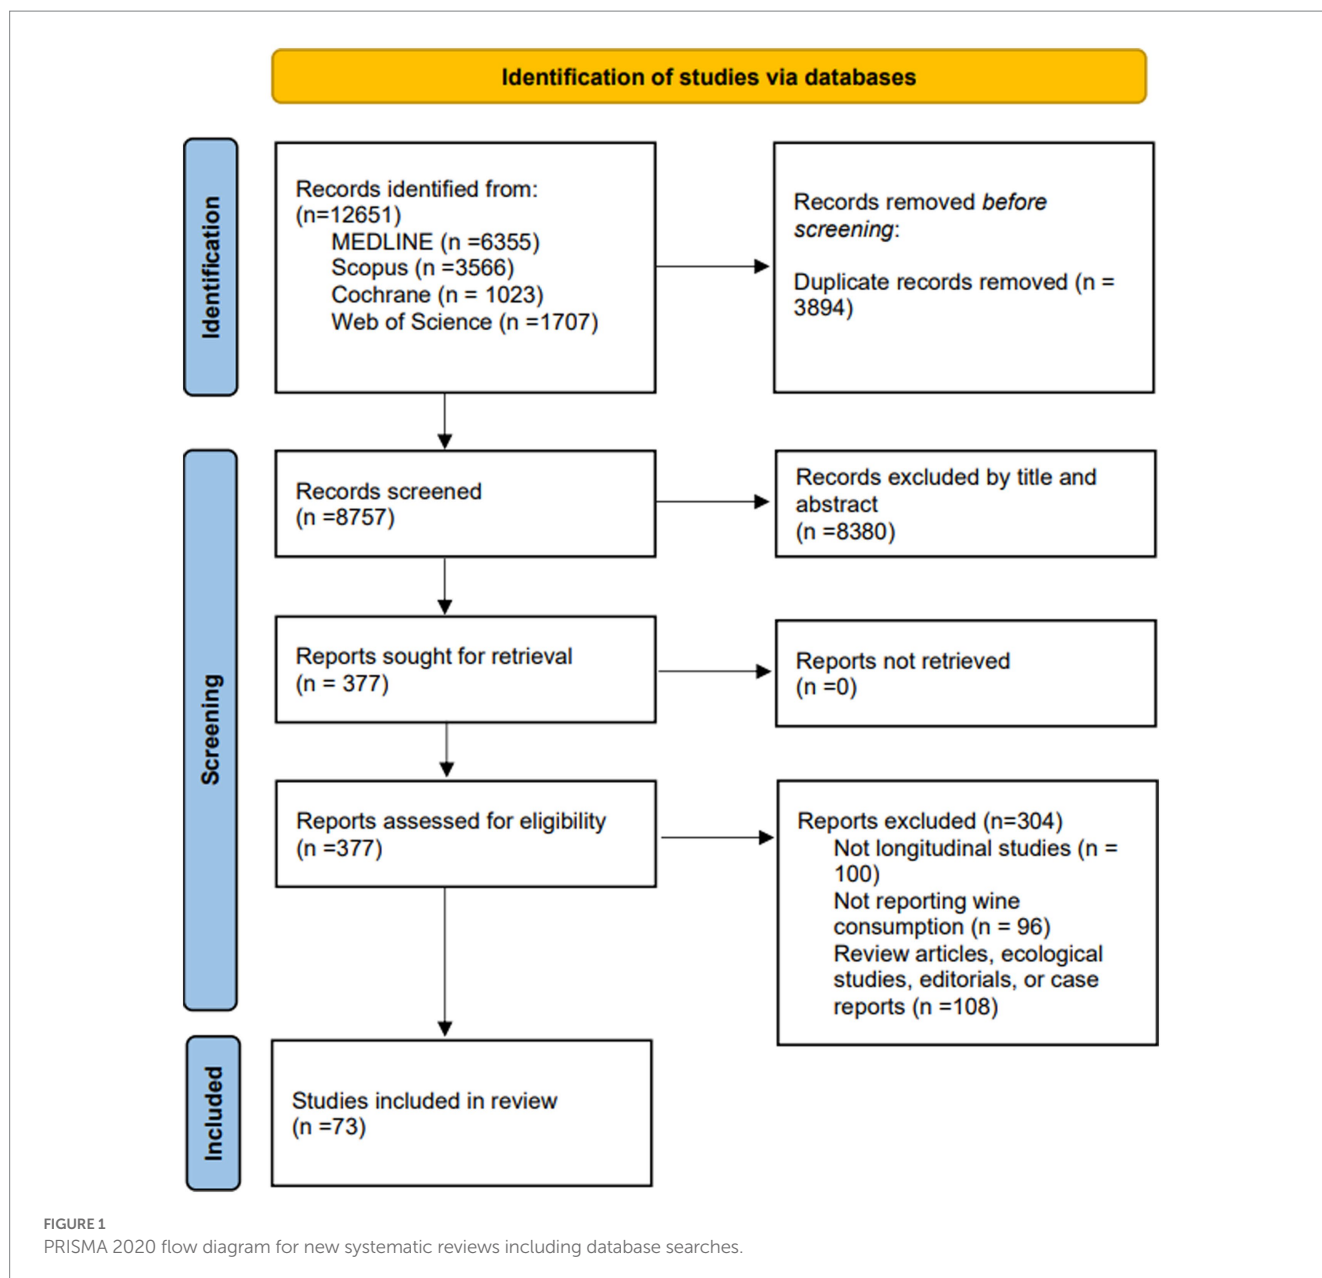 Identification of studies via databases
Identification
Records identified from:
(n=12651)
MEDLINE (n =6355)
Scopus (n =3566)
Cochrane (n = 1023)
Web of Science (n =1707)
Records removed before
screening:
Duplicate records removed (n =
3894)
Screening
Records screened
(n =8757)
Records excluded by title and
abstract
(n =8380)
Reports sought for retrieval
(n = 377)
Reports not retrieved
(n =0)
Reports assessed for eligibility
(n =377)
Reports excluded (n=304)
Not longitudinal studies (n =
100)
Not reporting wine
consumption (n = 96)
Review articles, ecological
studies, editorials, or case
reports (n =108)
Included
Studies included in review
(n =73)
FIGURE 1
PRISMA 2020 flow diagram for new systematic reviews including database searches.